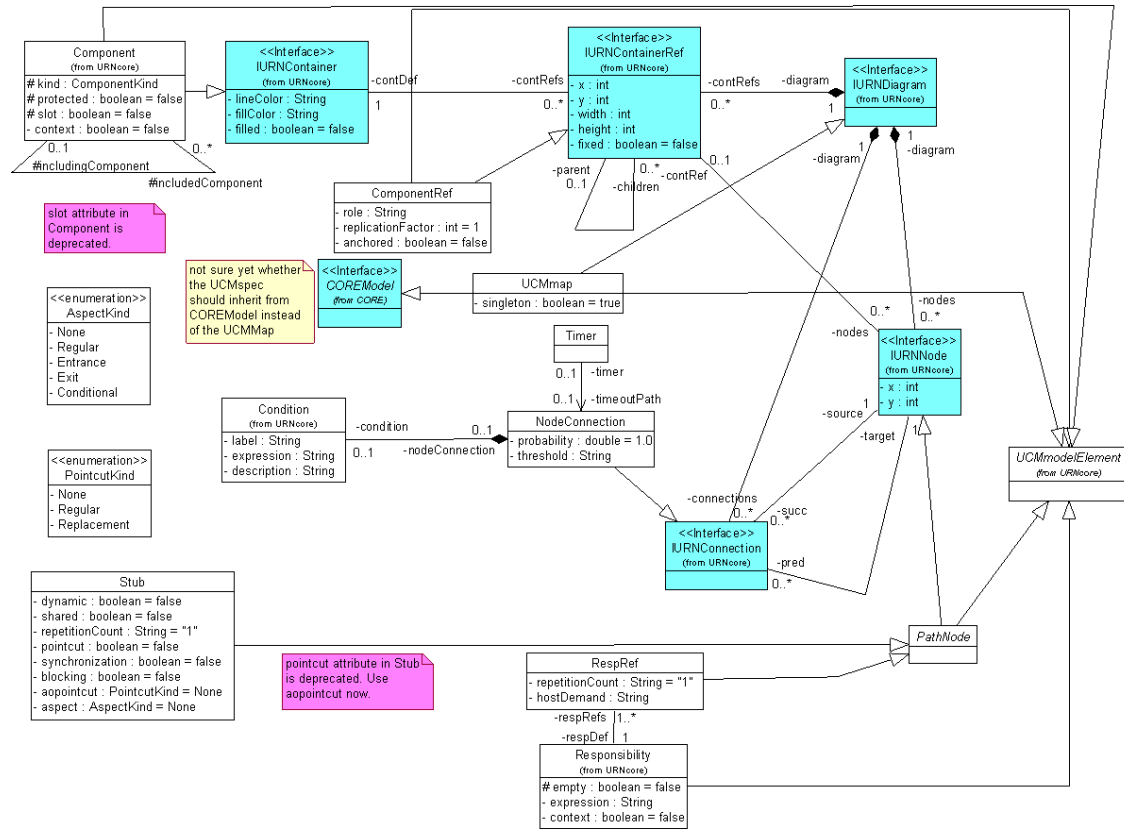 Component
(from URNcore)
# kind : ComponentKind
# protected : boolean = false
# slot : boolean = false
- context : boolean = false
0..1
0..*
#includingComponent
#includedComponent
<<Interface>>
IURNContainer
(from URNcore)
- lineColor : String
- fillColor : String
- filled : boolean = false
-contDef
1
-contRefs
0..*
<<Interface>>
IURNContainerRef
(from URNcore)
- x : int
- y : int
- width : int
- height : int
- fixed : boolean = false
-contRefs
0..*
-diagram
1
<<Interface>>
IURNDiagram
(from URNcore)
1
-diagram
1
-diagram
-parent
0..1
0..*
-children
0..1
-contRef
ComponentRef
- role : String
- replicationFactor : int = 1
- anchored : boolean = false
slot attribute in
Component is
deprecated.
not sure yet whether
the UCMspec
should inherit from
COREModel instead
of the UCMMap
<<Interface>>
COREModel
(from CORE)
UCMmap
- singleton : boolean = true
<<enumeration>>
AspectKind
- None
- Regular
- Entrance
- Exit
- Conditional
Timer
0..1
-timer
0..1
-timeoutPath
0..*
-nodes
-nodes
0..*
<<Interface>>
IURNNode
(from URNcore)
- x : int
- y : int
Condition
(from URNcore)
- label : String
- expression : String
- description : String
-condition
0..1
0..1
-nodeConnection
NodeConnection
- probability : double = 1.0
- threshold : String
1
-source
-target
1
<<enumeration>>
PointcutKind
- None
- Regular
- Replacement
UCMmodelElement
(from URNcore)
-connections
0..*
-succ
0..*
<<Interface>>
IURNConnection
(from URNcore)
-pred
0..*
Stub
- dynamic : boolean = false
- shared : boolean = false
- repetitionCount : String = "1"
- pointcut : boolean = false
- synchronization : boolean = false
- blocking : boolean = false
- aopointcut : PointcutKind = None
- aspect : AspectKind = None
pointcut attribute in Stub
is deprecated. Use
aopointcut now.
PathNode
RespRef
- repetitionCount : String = "1"
- hostDemand : String
-respRefs
1..*
-respDef
1
Responsibility
(from URNcore)
# empty : boolean = false
- expression : String
- context : boolean = false